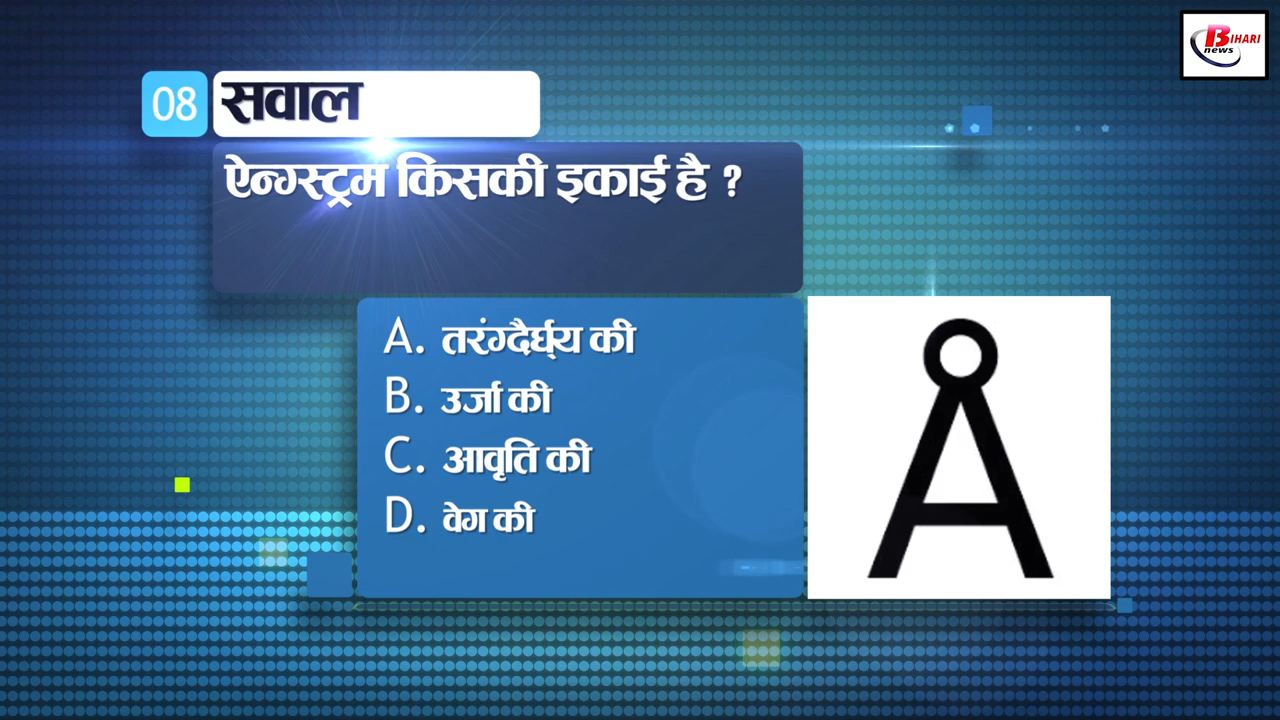 BIHARI
news
08 सवाल
ऐन्ग्स्ट्रम किसकी इकाई है ?
A. तरंग्दैर्घ्य की
B. उर्जा की
C. आवृति की
D. वेग की
Å